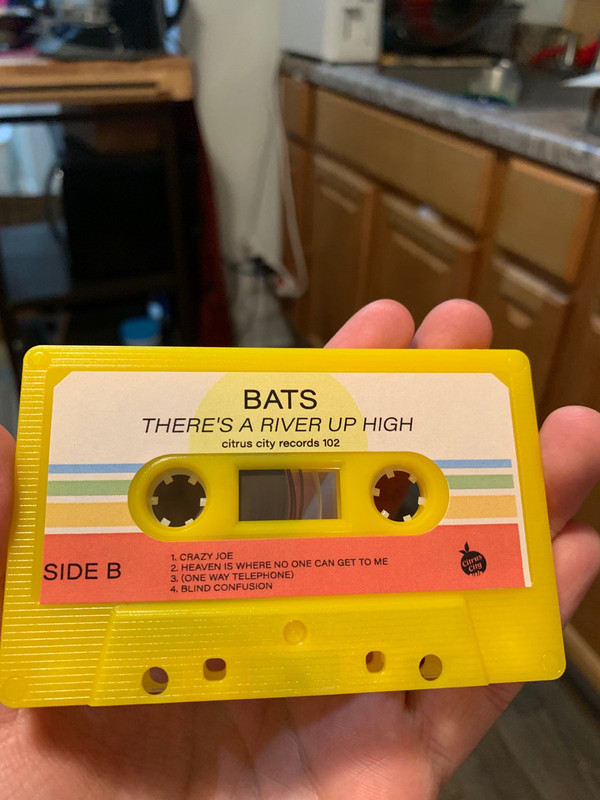 BATS
THERE'S A RIVER UP HIGH
citrus city records 102
SIDE B
1. CRAZY JOE
2. HEAVEN IS WHERE NO ONE CAN GET TO ME
3. (ONE WAY TELEPHONE)
4. BLIND CONFUSION
Citrus
City